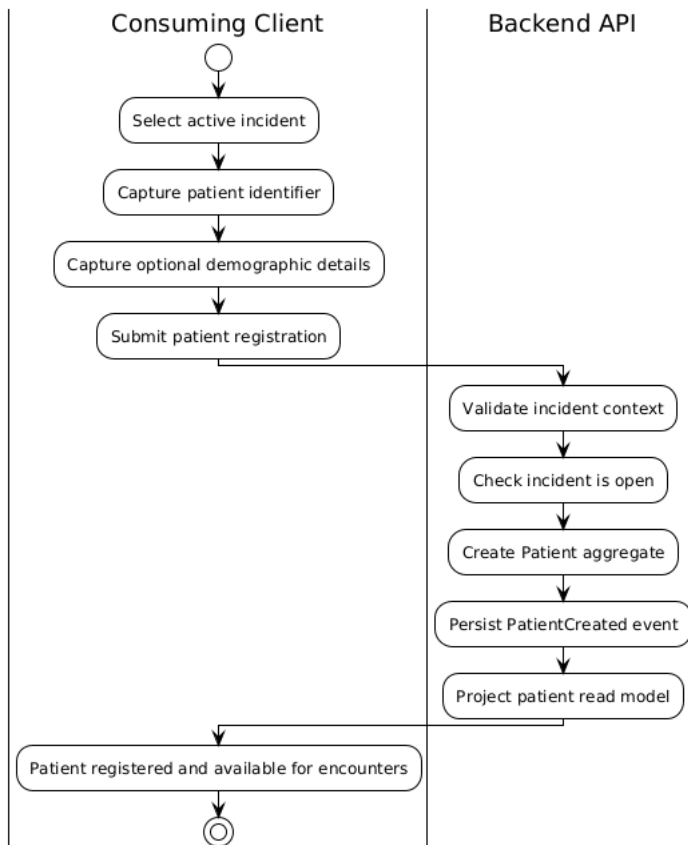 Consuming Client
Backend API
Select active incident
Capture patient identifier
Capture optional demographic details
Submit patient registration
Validate incident context
Check incident is open
Create Patient aggregate
Persist PatientCreated event
Project patient read model
Patient registered and available for encounters